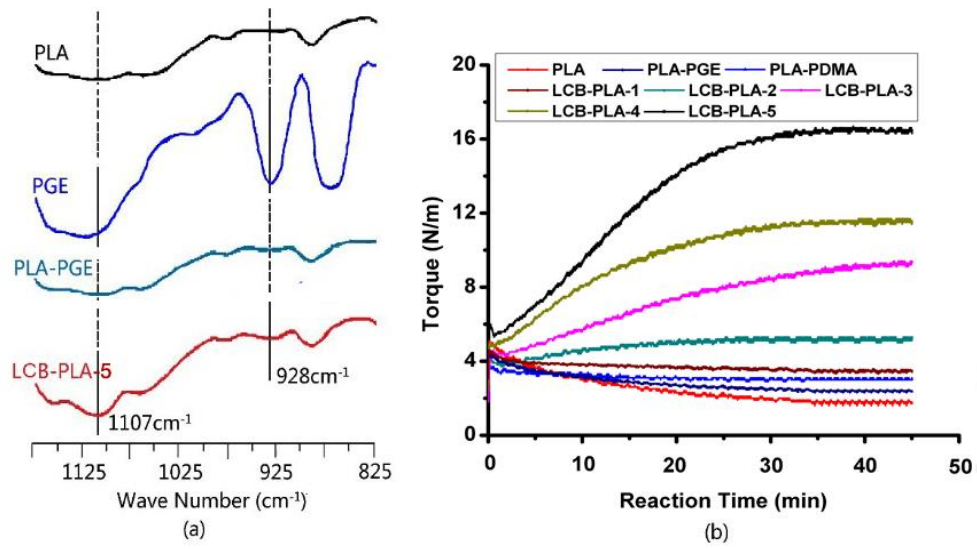 PLA
PGE
PLA-PGE
LCB-PLA-5
928cm⁻¹
1107cm⁻¹
1125 1025 925 825
Wave Number (cm⁻¹)
(a)
20
16
12
8
4
0
Torque (N/m)
PLA PLA-PGE PLA-PDMA
LCB-PLA-1 LCB-PLA-2 LCB-PLA-3
LCB-PLA-4 LCB-PLA-5
0 10 20 30 40 50
Reaction Time (min)
(b)